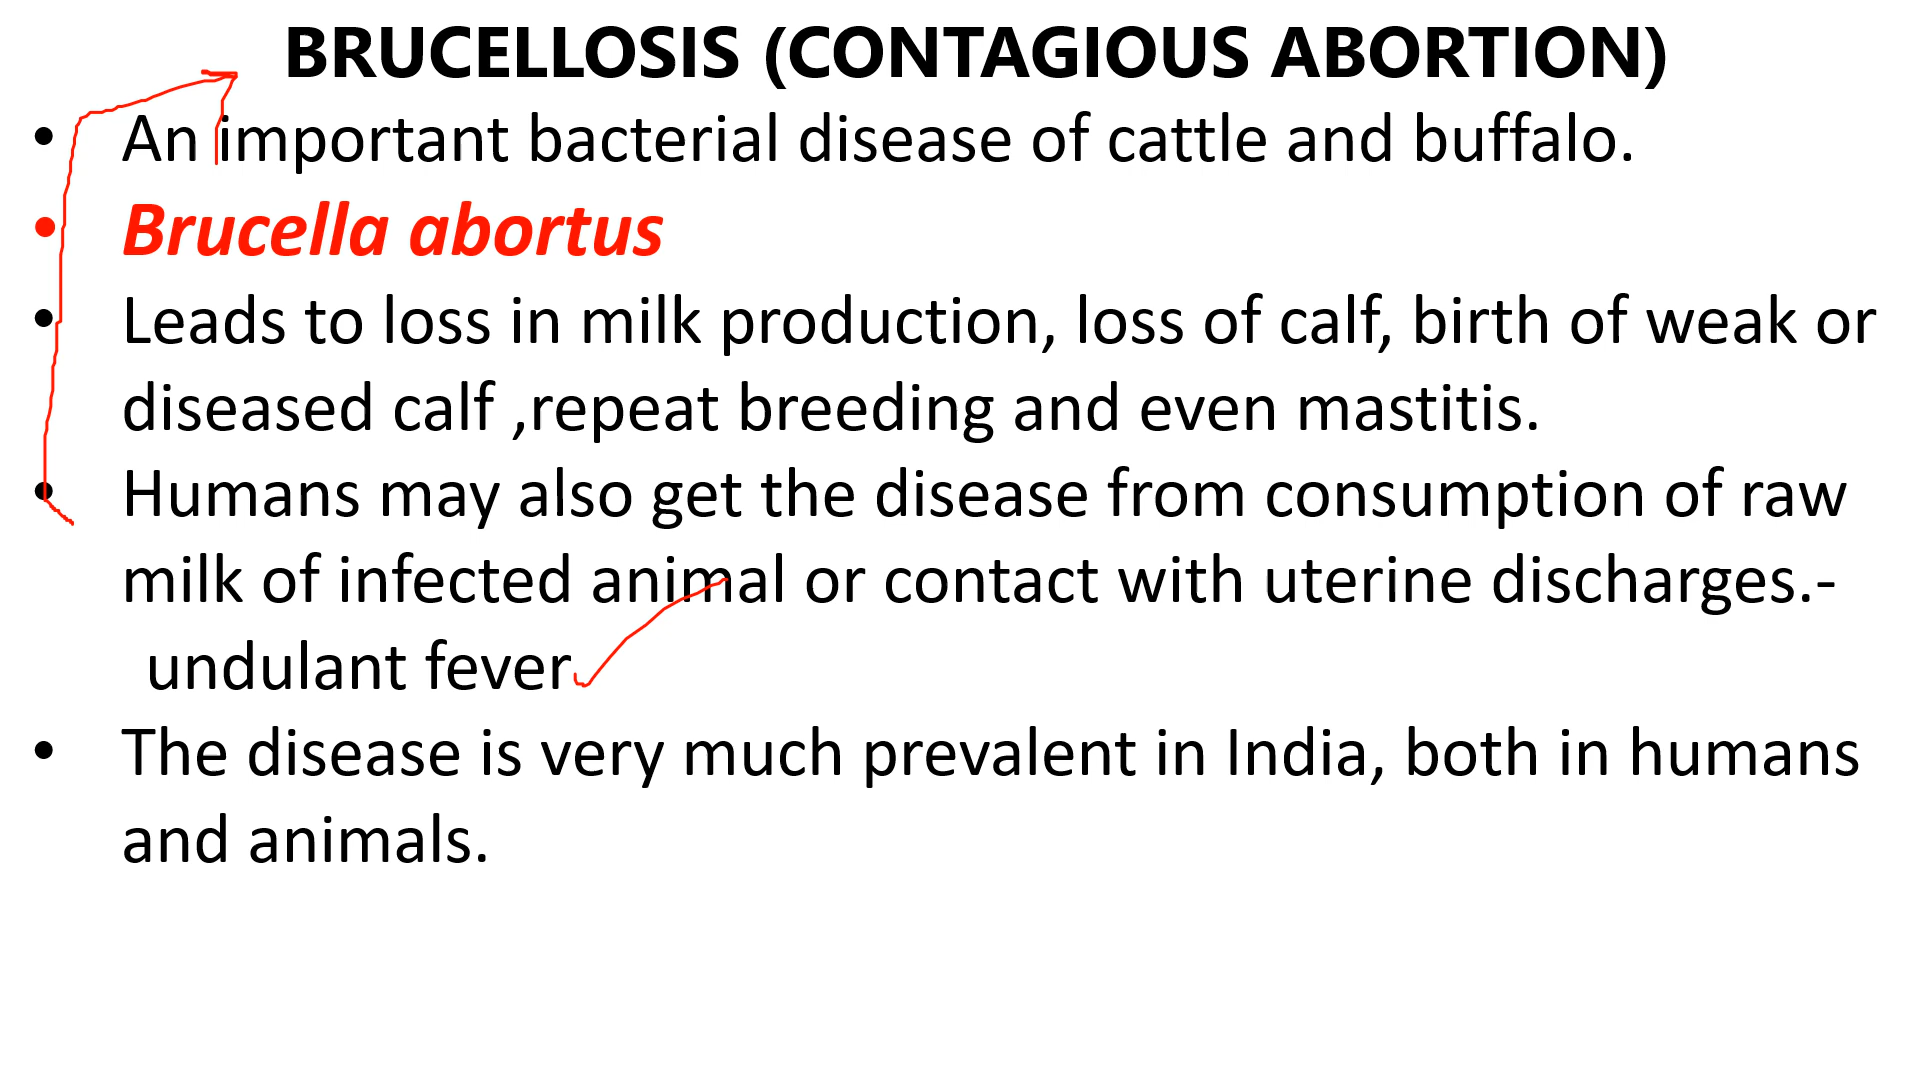 BRUCELLOSIS (CONTAGIOUS ABORTION)
• An important bacterial disease of cattle and buffalo.
• Brucella abortus
• Leads to loss in milk production, loss of calf, birth of weak or
diseased calf ,repeat breeding and even mastitis.
• Humans may also get the disease from consumption of raw
milk of infected animal or contact with uterine discharges.-
undulant fever
• The disease is very much prevalent in India, both in humans
and animals.